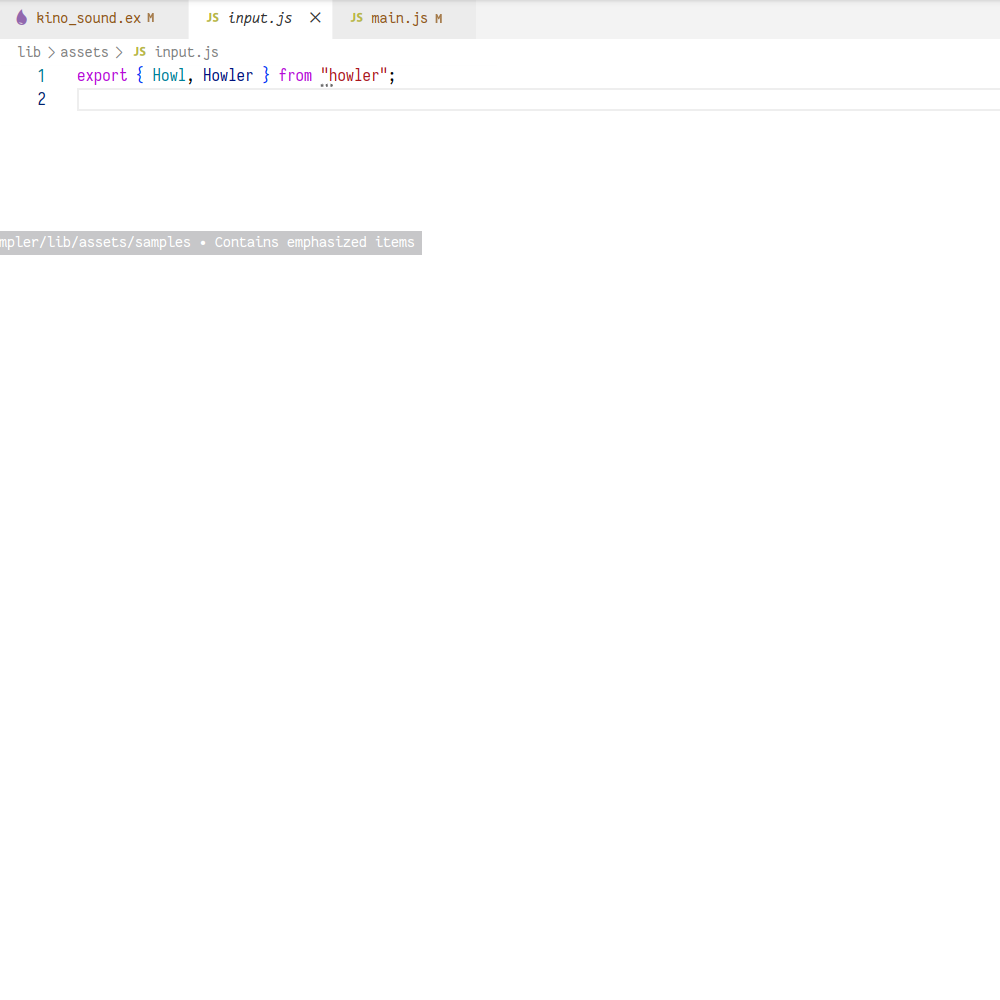 kino_sound.ex M JS input.js JS main.js M
lib > assets > JS input.js
1 export { Howl, Howler } from "howler";
2
mpler/lib/assets/samples • Contains emphasized items